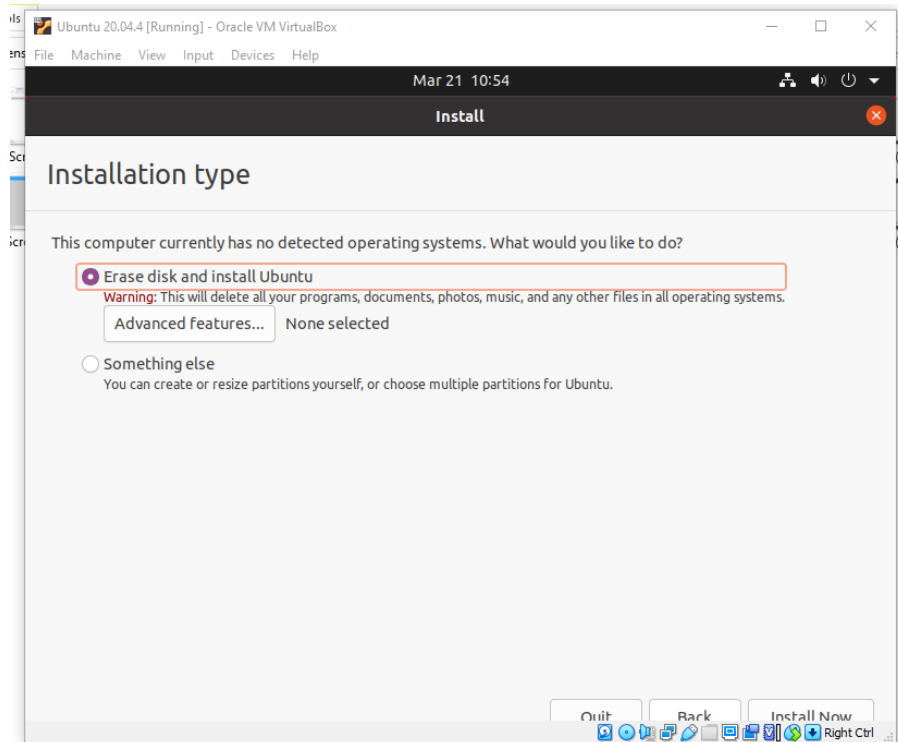 Ubuntu 20.04.4 [Running] - Oracle VM VirtualBox
File Machine View Input Devices Help
Mar 21 10:54
Install
Installation type
This computer currently has no detected operating systems. What would you like to do?
Erase disk and install Ubuntu
Warning: This will delete all your programs, documents, photos, music, and any other files in all operating systems.
Advanced features... None selected
Something else
You can create or resize partitions yourself, or choose multiple partitions for Ubuntu.
Quit Back Install Now
Right Ctrl